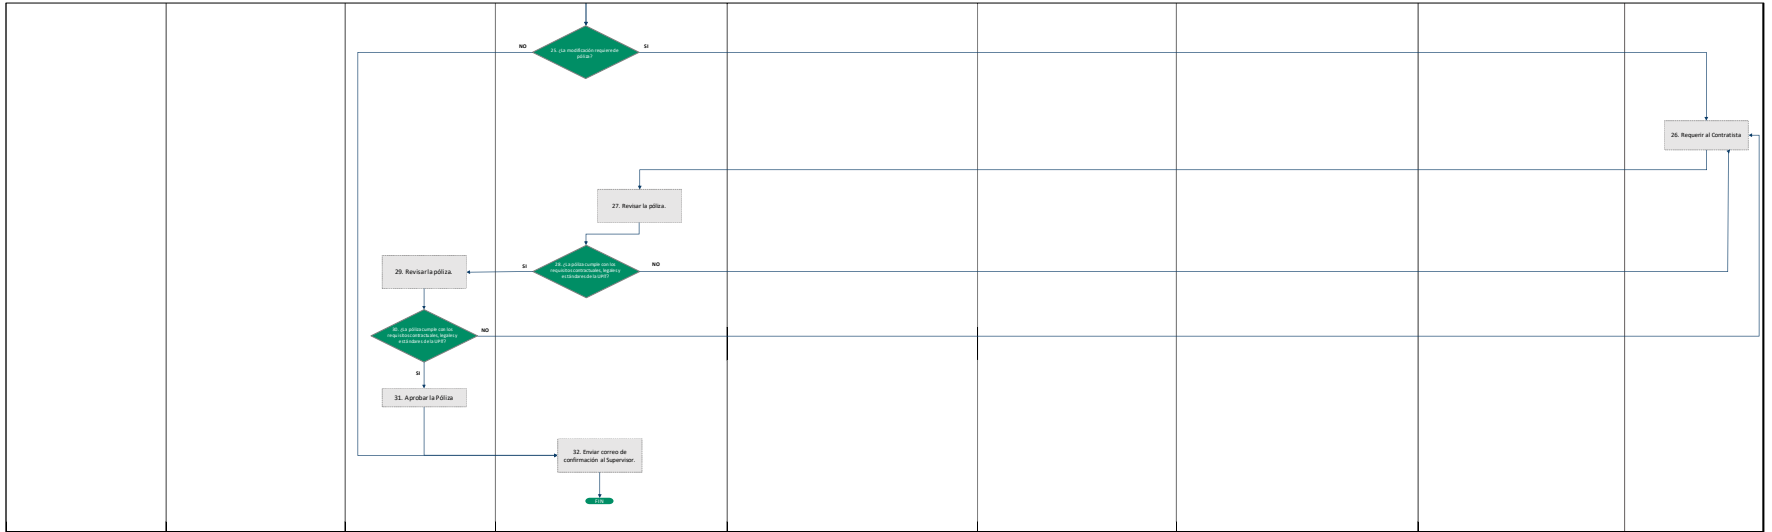 NO
SI
25. ¿La modificación requiere de
póliza?
26. Requerir al Contratista
27. Revisar la póliza.
28. ¿La póliza cumple con los
requisitos contractuales, legales y
estándares de la UPIT?
SI
NO
29. Revisar la póliza.
30. ¿La póliza cumple con los
requisitos contractuales, legales y
estándares de la UPIT?
NO
SI
31. Aprobar la Póliza
32. Enviar correo de
confirmación al Supervisor.
FIN